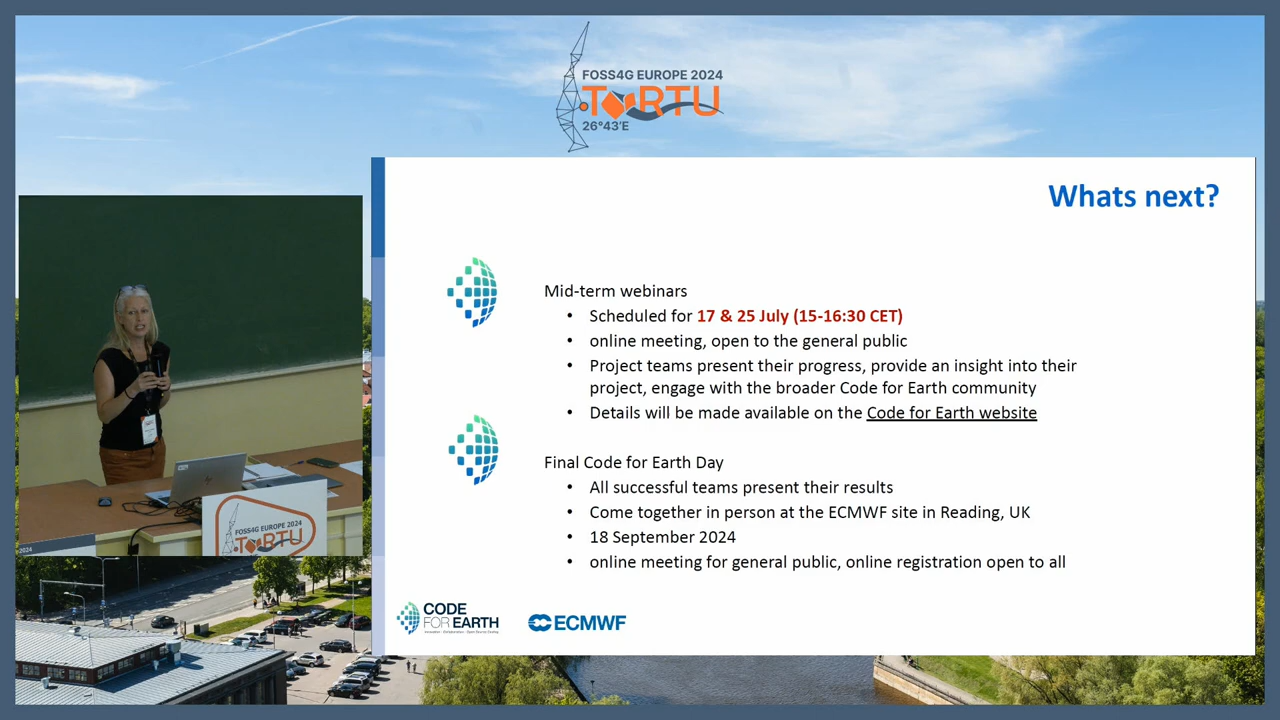 FOSS4G EUROPE 2024
TARTU
26°43'E
Whats next?
Mid-term webinars
• Scheduled for 17 & 25 July (15-16:30 CET)
• online meeting, open to the general public
• Project teams present their progress, provide an insight into their
project, engage with the broader Code for Earth community
• Details will be made available on the Code for Earth website
Final Code for Earth Day
• All successful teams present their results
• Come together in person at the ECMWF site in Reading, UK
• 18 September 2024
• online meeting for general public, online registration open to all
CODE
FOR EARTH
ECMWF
FOSS4G EUROPE 2024
TARTU
2024